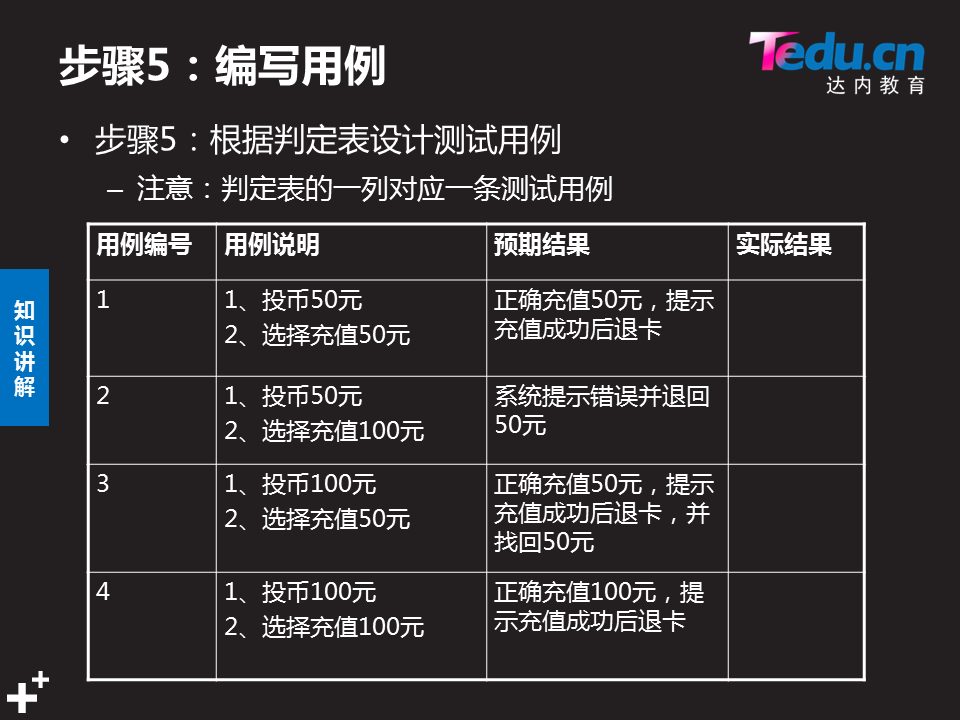 步骤5：编写用例
Tedu.cn
达内教育
• 步骤5：根据判定表设计测试用例
– 注意：判定表的一列对应一条测试用例
知
识
讲
解
用例编号 用例说明 预期结果 实际结果
1 1、投币50元 正确充值50元，提示
2、选择充值50元 充值成功后退卡
2 1、投币50元 系统提示错误并退回
2、选择充值100元 50元
3 1、投币100元 正确充值50元，提示
2、选择充值50元 充值成功后退卡，并
找回50元
4 1、投币100元 正确充值100元，提
2、选择充值100元 示充值成功后退卡